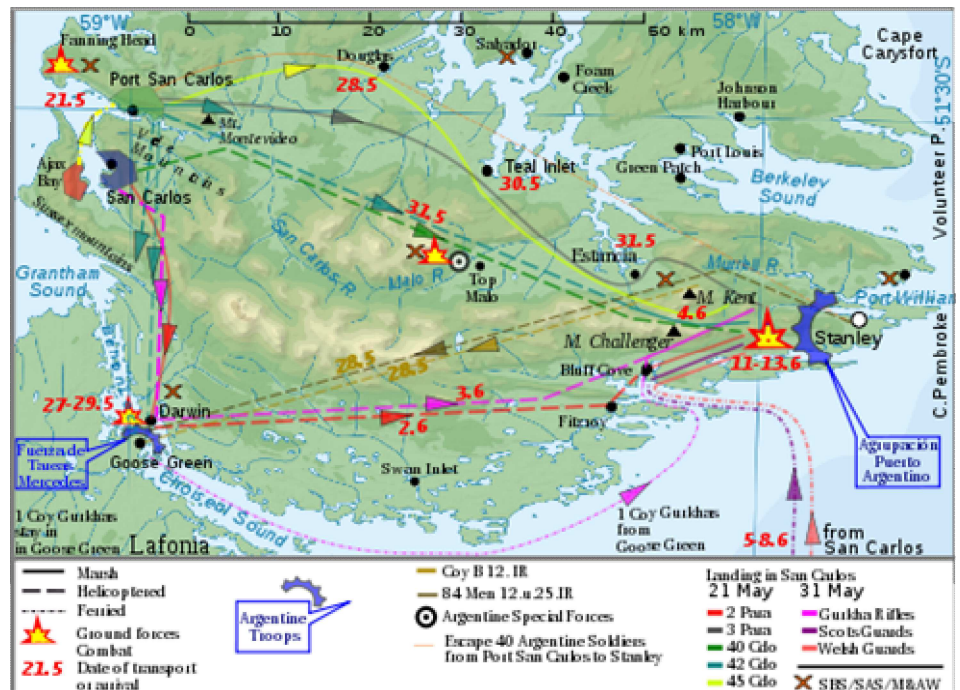 59°W
58°W
0 10 20 30 50 km
Fanning Head
Port San Carlos
21.5
Douglas
28.5
Salvador
Foam
Creek
Cape
Carysfort
51°30'S
Johnson
Harbour
Mt.
Montevideo
Ajax
Bay
San Carlos
Sussex mountains
Teal Inlet
30.5
Port Louis
Green Patch
Berkeley
Sound
Volunteer P.
31.5
San Carlos R.
Malo R.
Top
Malo
31.5
Estancia
Murrell R.
M. Kent
4.6
Port William
Grantham
Sound
M. Challenger
Stanley
11-13.6
C.Pembroke
28.5
28.5
Bluff Cove
27-29.5
Darwin
3.6
2.6
Fitzroy
Fuerza de
Tareas
Mercedes
Goose Green
Swan Inlet
Agrupación
Puerto
Argentino
Choiseal Sound
1 Coy Gurkhas
stay in
in Goose Green
Lafonia
1 Coy Gurkhas
from
Goose Green
5-8.6
from
San Carlos
Marsh
Helicoptered
Ferried
Ground forces
Combat
21.5 Date of transport
or arrival
Argentine
Troops
Coy B 12. IR
84 Men 12.u.25.IR
Argentine Special Forces
Escape 40 Argentine Soldiers
from Port San Carlos to Stanley
Landing in San Carlos
21 May 31 May
2 Para Gurkha Rifles
3 Para Scots Guards
40 Cdo Welsh Guards
42 Cdo
45 Cdo SBS/SAS/M&AW